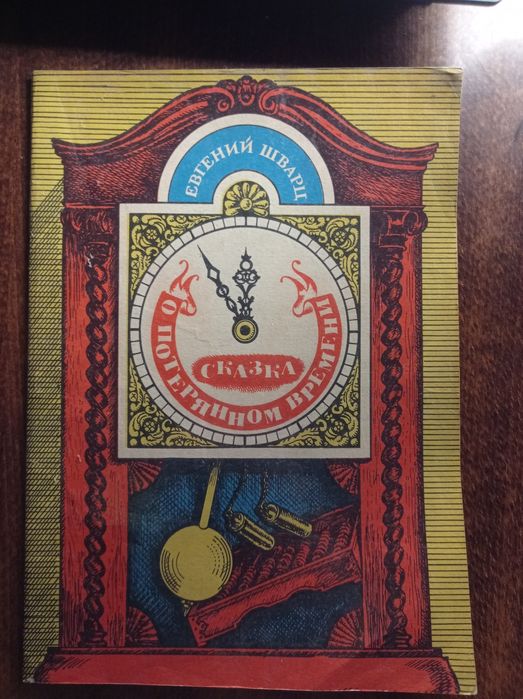 ЕВГЕНИЙ ШВАРЦ
СКАЗКА
О ПОТЕРЯННОМ ВРЕМЕНИ